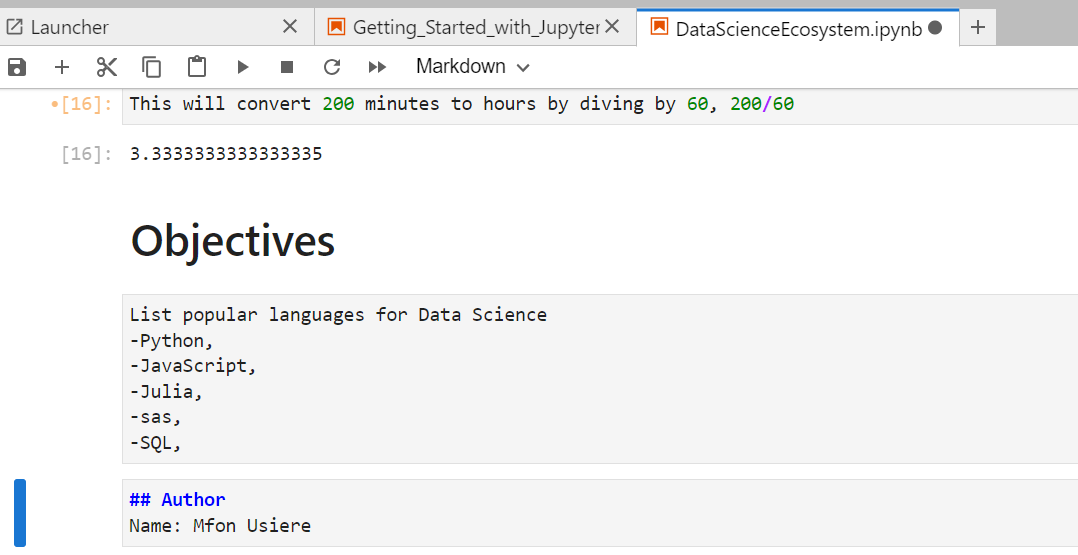 Launcher
Getting_Started_with_Jupyter
DataScienceEcosystem.ipynb
Markdown
[16]: This will convert 200 minutes to hours by diving by 60, 200/60
[16]: 3.3333333333333335
Objectives
List popular languages for Data Science
-Python,
-JavaScript,
-Julia,
-sas,
-SQL,
## Author
Name: Mfon Usiere